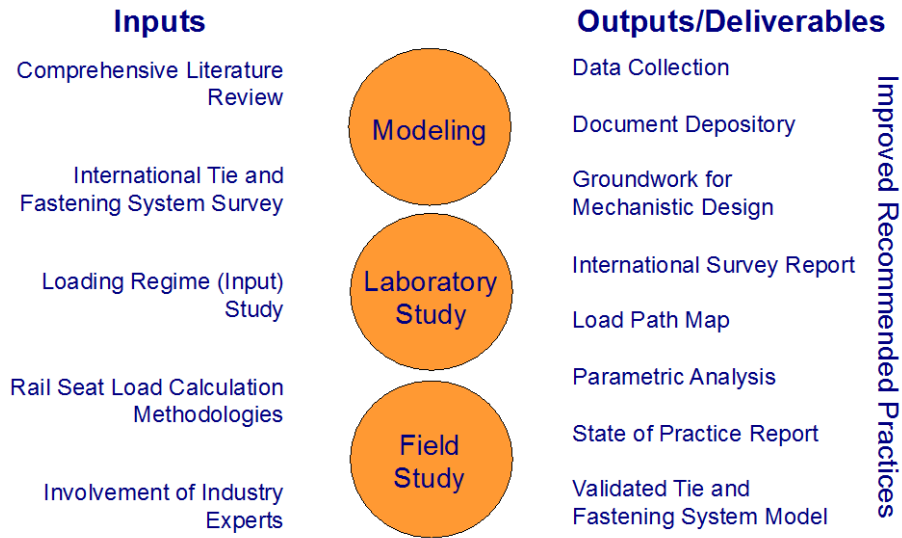 Inputs
Comprehensive Literature
Review
International Tie and
Fastening System Survey
Loading Regime (Input)
Study
Rail Seat Load Calculation
Methodologies
Involvement of Industry
Experts
Modeling
Laboratory
Study
Field
Study
Outputs/Deliverables
Data Collection
Document Depository
Groundwork for
Mechanistic Design
International Survey Report
Load Path Map
Parametric Analysis
State of Practice Report
Validated Tie and
Fastening System Model
Improved Recommended Practices